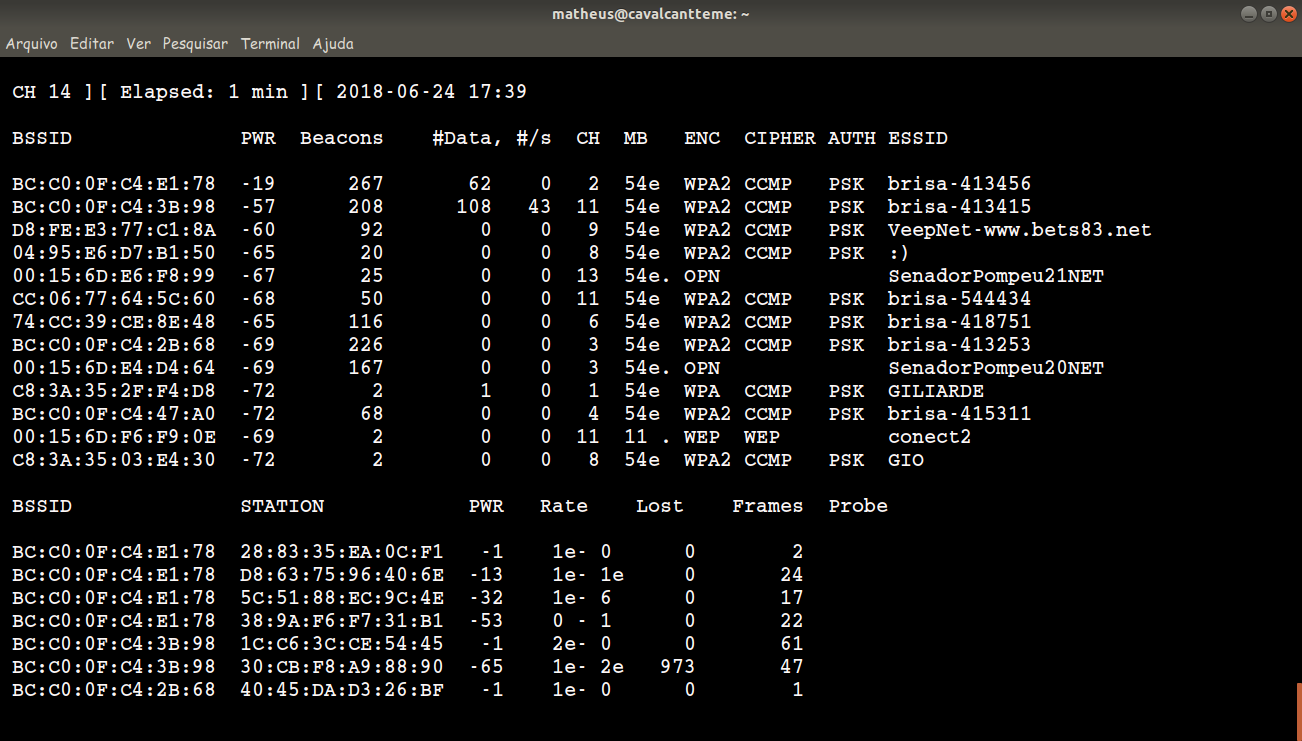 matheus@cavalcantteme: ~
Arquivo Editar Ver Pesquisar Terminal Ajuda
CH 14 ][ Elapsed: 1 min ][ 2018-06-24 17:39
BSSID PWR Beacons #Data, #/s CH MB ENC CIPHER AUTH ESSID
BC:C0:0F:C4:E1:78 -19 267 62 0 2 54e WPA2 CCMP PSK brisa-413456
BC:C0:0F:C4:3B:98 -57 208 108 43 11 54e WPA2 CCMP PSK brisa-413415
D8:FE:E3:77:C1:8A -60 92 0 0 9 54e WPA2 CCMP PSK VeepNet-www.bets83.net
04:95:E6:D7:B1:50 -65 20 0 0 8 54e WPA2 CCMP PSK :)
00:15:6D:E6:F8:99 -67 25 0 0 13 54e. OPN SenadorPompeu21NET
CC:06:77:64:5C:60 -68 50 0 0 11 54e WPA2 CCMP PSK brisa-544434
74:CC:39:CE:8E:48 -65 116 0 0 6 54e WPA2 CCMP PSK brisa-418751
BC:C0:0F:C4:2B:68 -69 226 0 0 3 54e WPA2 CCMP PSK brisa-413253
00:15:6D:E4:D4:64 -69 167 0 0 3 54e. OPN SenadorPompeu20NET
C8:3A:35:2F:F4:D8 -72 2 1 0 1 54e WPA CCMP PSK GILIARDE
BC:C0:0F:C4:47:A0 -72 68 0 0 4 54e WPA2 CCMP PSK brisa-415311
00:15:6D:F6:F9:0E -69 2 0 0 11 11 . WEP WEP conect2
C8:3A:35:03:E4:30 -72 2 0 0 8 54e WPA2 CCMP PSK GIO
BSSID STATION PWR Rate Lost Frames Probe
BC:C0:0F:C4:E1:78 28:83:35:EA:0C:F1 -1 1e- 0 0 2
BC:C0:0F:C4:E1:78 D8:63:75:96:40:6E -13 1e- 1e 0 24
BC:C0:0F:C4:E1:78 5C:51:88:EC:9C:4E -32 1e- 6 0 17
BC:C0:0F:C4:E1:78 38:9A:F6:F7:31:B1 -53 0 - 1 0 22
BC:C0:0F:C4:3B:98 1C:C6:3C:CE:54:45 -1 2e- 0 0 61
BC:C0:0F:C4:3B:98 30:CB:F8:A9:88:90 -65 1e- 2e 973 47
BC:C0:0F:C4:2B:68 40:45:DA:D3:26:BF -1 1e- 0 0 1